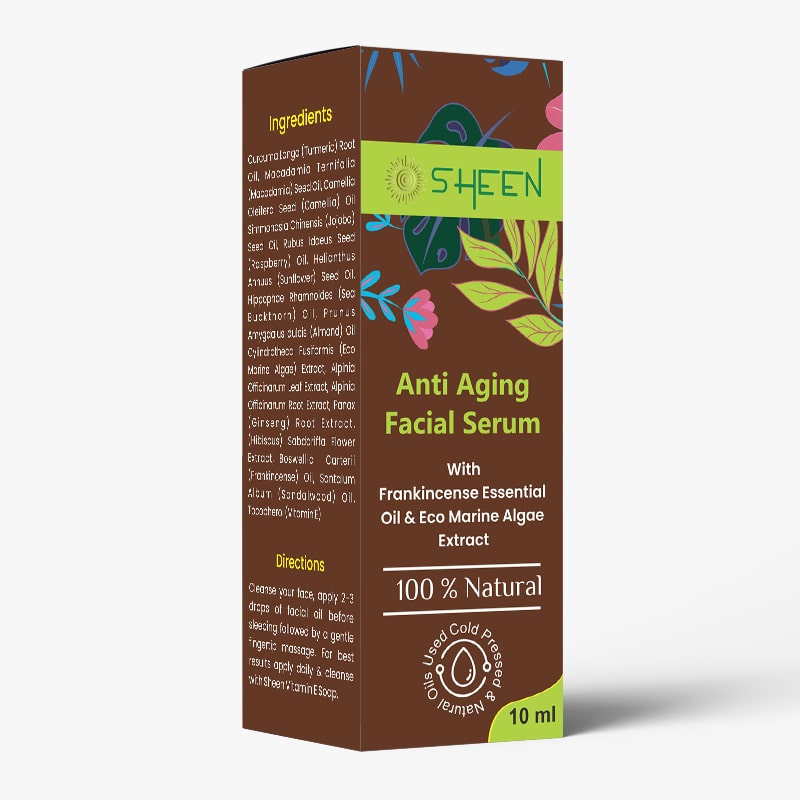 Ingredients
Curcuma Longa (Turmeric) Root
Oil, Macadamia Ternifolia
(Macadamia) Seed Oil, Camellia
Oleifera Seed (Camellia) Oil
Simmonasia Chinensis (Jojoba)
Seed Oil, Rubus Idaeus Seed
(Raspberry) Oil, Helianthus
Annuus (Sunflower) Seed Oil.
Hippophae Rhamnoides (Sea
Buckthorn) Oil, Prunus
Amygdalus dulcis (Almond) Oil
Cylindrotheca Fusiformis (Eco
Marine Algae) Extract, Alpinia
Officinarum Leaf Extract, Alpinia
Officinarum Root Extract, Panax
(Ginseng) Root Extract.
(Hibiscus) Sabdariffa Flower
Extract Boswellia Carterii
(Frankincense) Oil, Santalum
Album (Sandalwood) Oil.
Tocophero (Vitamin E)
Directions
Cleanse your face, apply 2-3
drops of facial oil before
sleeping followed by a gentle
fingertip massage. For best
results apply daily & cleanse
with Sheen Vitamin E Soap.
SHEEN
Anti Aging
Facial Serum
With
Frankincense Essential
Oil & Eco Marine Algae
Extract
100 % Natural
Natural Oils Used Cold Pressed &
10 ml